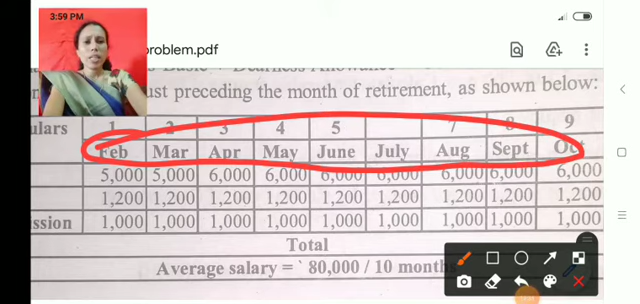 3:59 PM
problem.pdf
ust preceding the month of retirement, as shown below:
ulars 1 2 3 4 5 7 8 9
Feb Mar Apr May June July Aug Sept Oct
5,000 5,000 6,000 6,000 6,000 6,000 6,000 6,000 6,000
1,200 1,200 1,200 1,200 1,200 1,200 1,200 1,200 1,200
ission 1,000 1,000 1,000 1,000 1,000 1,000 1,000 1,000 1,000
Total
Average salary = ` 80,000 / 10 months